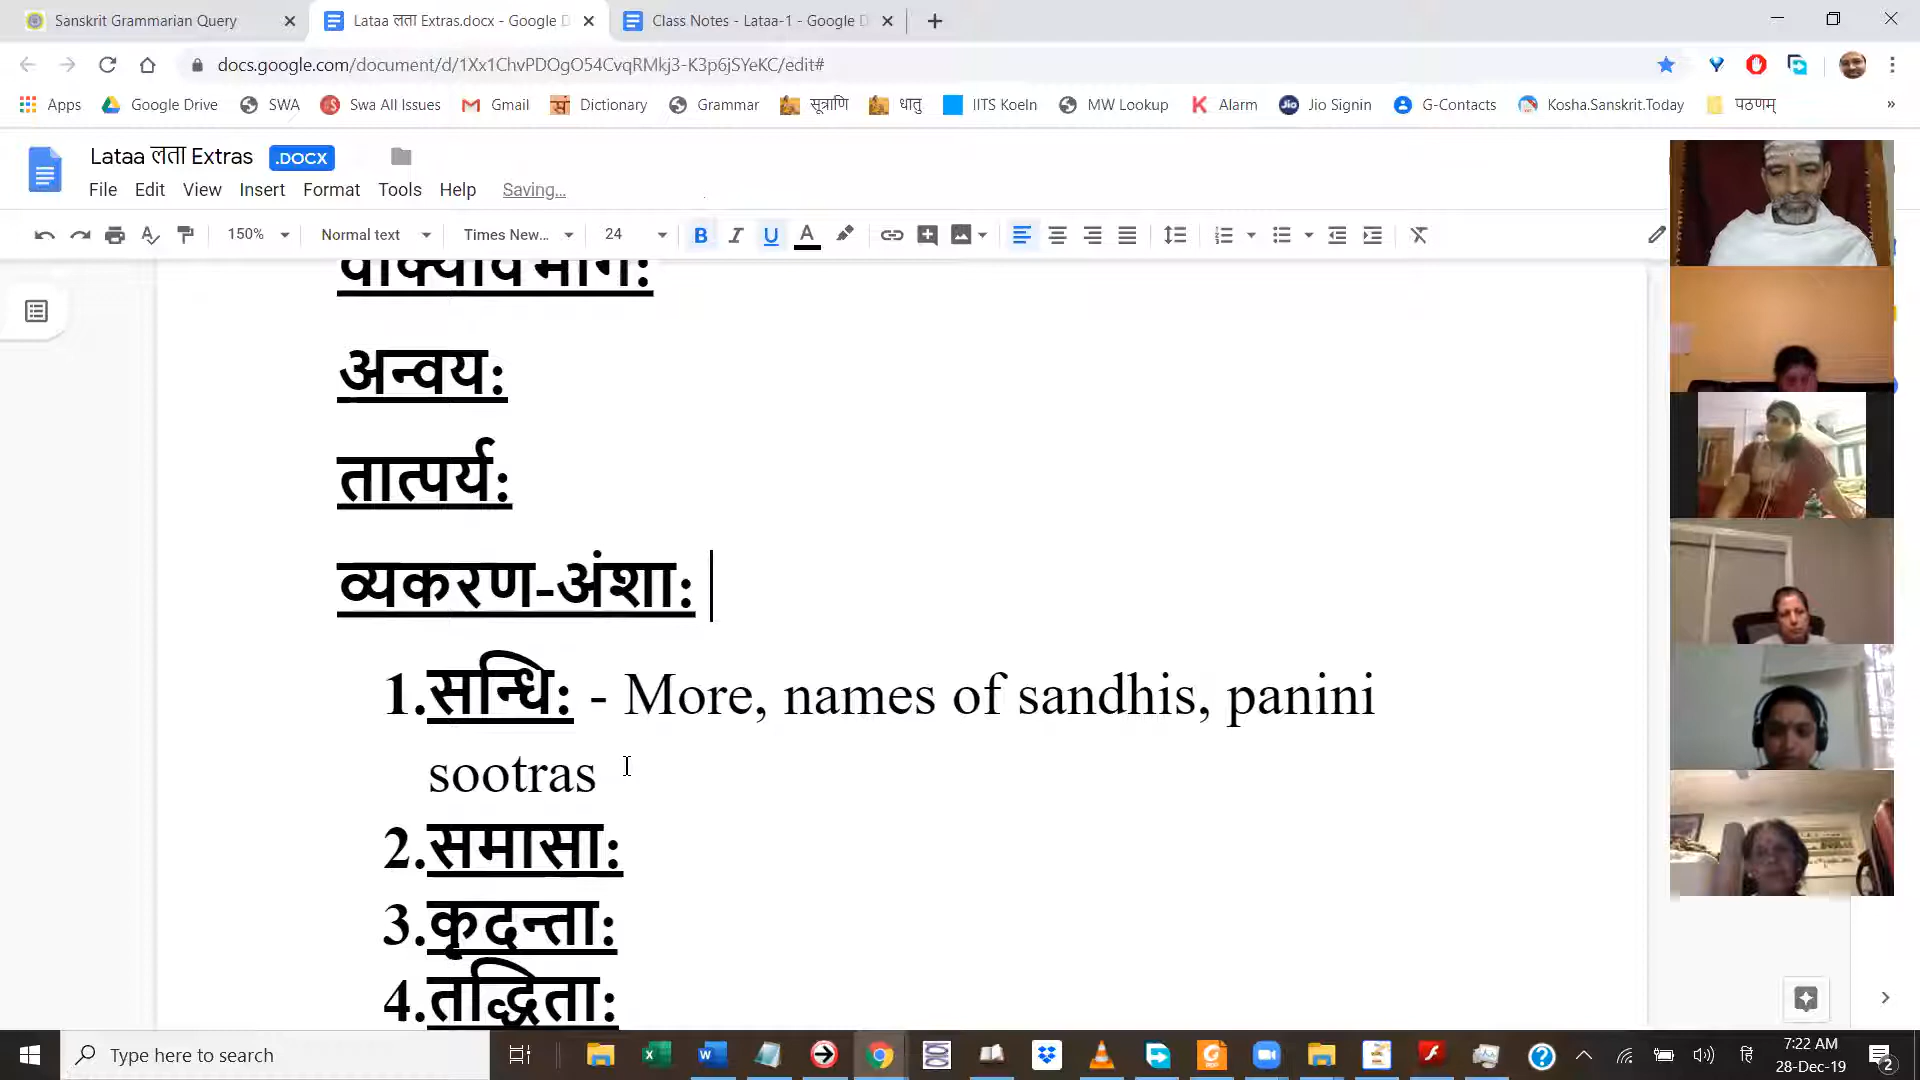 Sanskrit Grammarian Query
Lataa लता Extras.docx - Google D
Class Notes - Lataa-1 - Google D
docs.google.com/document/d/1Xx1ChvPDOgO54CvqRMkj3-K3p6jSYeKC/edit#
Apps Google Drive SWA Swa All Issues Gmail Dictionary Grammar सूत्राणि धातु IITS Koeln MW Lookup Alarm Jio Signin G-Contacts Kosha.Sanskrit.Today पठणम् »
Lataa लता Extras .DOCX
File Edit View Insert Format Tools Help Saving...
150% Normal text Times New... 24 B I U A
वाक्यविभाग:
अन्वय:
तात्पर्य:
व्यकरण-अंशा:
1.सन्धि: - More, names of sandhis, panini
sootras
2.समासा:
3.कृदन्ता:
4.तद्धिता:
Type here to search
हि
7:22 AM
28-Dec-19
2